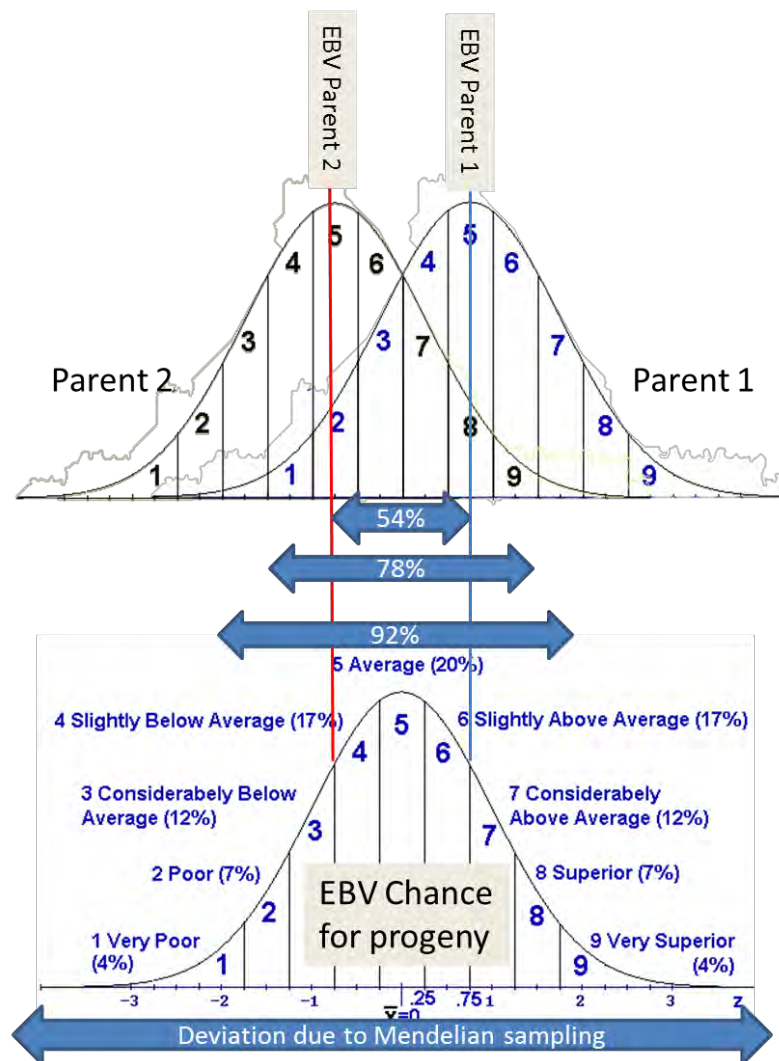 EBV Parent 2
EBV Parent 1
5
5
4
6
4
6
3
3
7
7
Parent 2
Parent 1
2
2
8
8
1
1
9
9
54%
78%
92%
5 Average (20%)
4 Slightly Below Average (17%)
6 Slightly Above Average (17%)
5
4
6
3 Considerabely Below
Average (12%)
7 Considerabely
Above Average (12%)
3
7
2 Poor (7%)
8 Superior (7%)
EBV Chance
for progeny
2
8
1 Very Poor
(4%)
9 Very Superior
(4%)
1
9
-3 -2 -1 .25 .75 1 2 3 Z
=0
Deviation due to Mendelian sampling